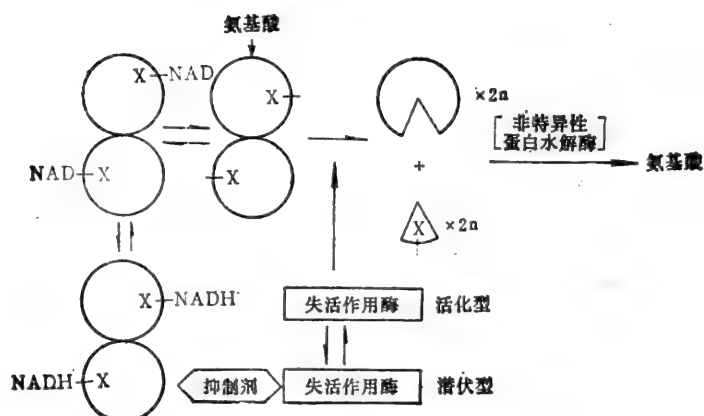 氨基酸
X NAD
X
×2n
非特异性
蛋白水解酶
氨基酸
NAD X
X
+
X ×2n
X NADH
失活作用酶 活化型
NADH X
抑制剂 失活作用酶 潜伏型